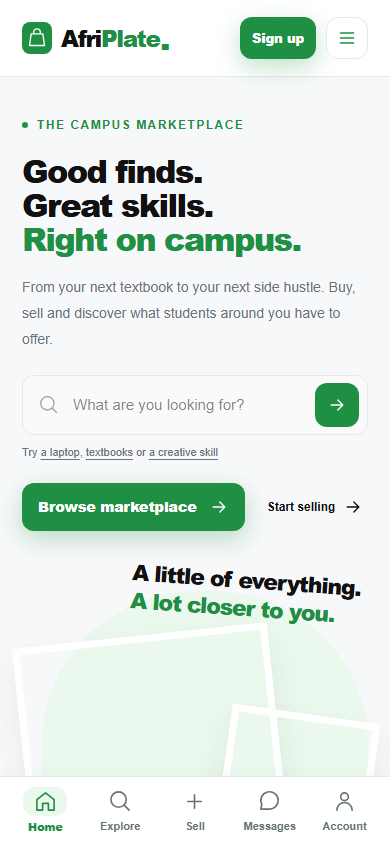 AfriPlate.
Sign up
THE CAMPUS MARKETPLACE
Good finds.
Great skills.
Right on campus.
From your next textbook to your next side hustle. Buy,
sell and discover what students around you have to
offer.
What are you looking for?
Try a laptop, textbooks or a creative skill
Browse marketplace
Start selling
A little of everything.
A lot closer to you.
Home
Explore
Sell
Messages
Account